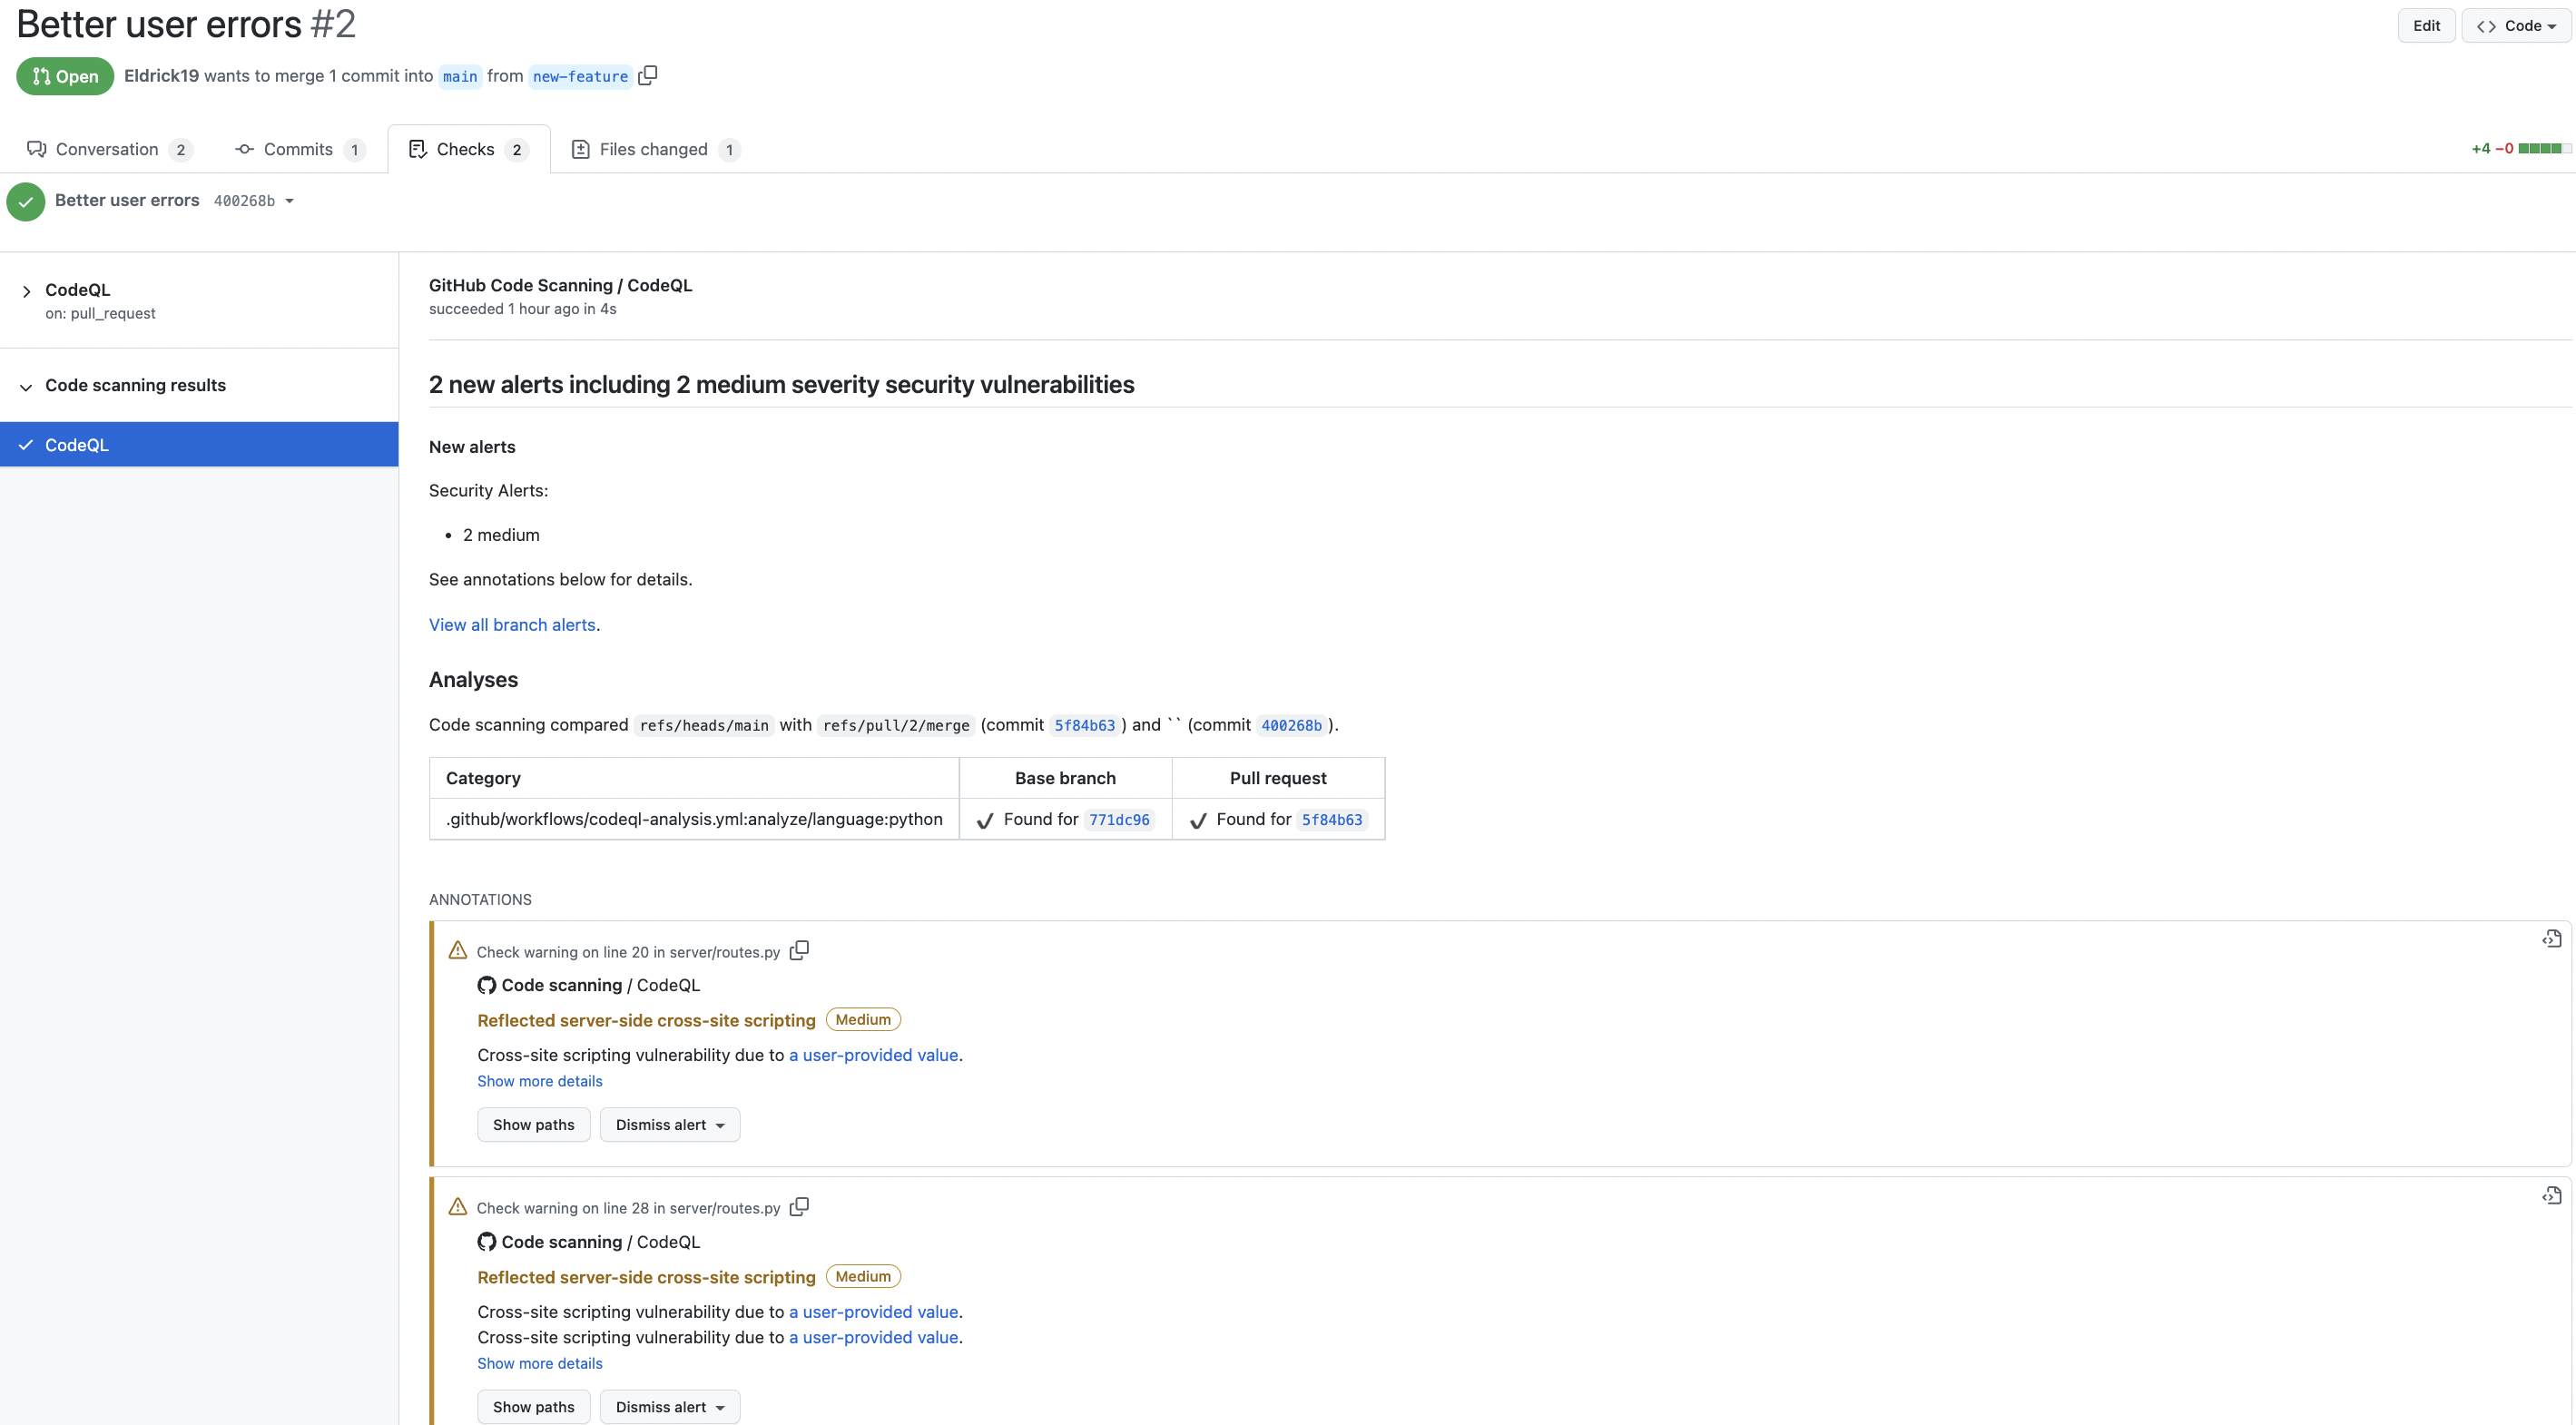 Better user errors #2
Edit
Code
Open
Eldrick19 wants to merge 1 commit into main from new-feature
Conversation 2
Commits 1
Checks 2
Files changed 1
+4 −0
Better user errors 400268b
CodeQL
on: pull_request
Code scanning results
CodeQL
GitHub Code Scanning / CodeQL
succeeded 1 hour ago in 4s
2 new alerts including 2 medium severity security vulnerabilities
New alerts
Security Alerts:
• 2 medium
See annotations below for details.
View all branch alerts.
Analyses
Code scanning compared refs/heads/main with refs/pull/2/merge (commit 5f84b63 ) and `` (commit 400268b ).
Category Base branch Pull request
.github/workflows/codeql-analysis.yml:analyze/language:python ✔ Found for 771dc96 ✔ Found for 5f84b63
ANNOTATIONS
Check warning on line 20 in server/routes.py
Code scanning / CodeQL
Reflected server-side cross-site scripting Medium
Cross-site scripting vulnerability due to a user-provided value.
Show more details
Show paths
Dismiss alert
Check warning on line 28 in server/routes.py
Code scanning / CodeQL
Reflected server-side cross-site scripting Medium
Cross-site scripting vulnerability due to a user-provided value.
Cross-site scripting vulnerability due to a user-provided value.
Show more details
Show paths
Dismiss alert